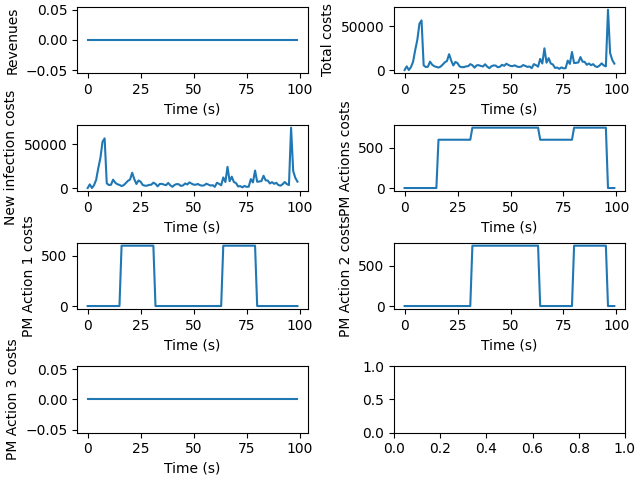 Revenues
0.05
0.00
−0.05
0 25 50 75 100
Time (s)
Total costs
50000
0
0 25 50 75 100
Time (s)
New infection costs
50000
0
0 25 50 75 100
Time (s)
PM Actions costs
500
0
0 25 50 75 100
Time (s)
PM Action 1 costs
500
0
0 25 50 75 100
Time (s)
PM Action 2 costs
500
0
0 25 50 75 100
Time (s)
PM Action 3 costs
0.05
0.00
−0.05
0 25 50 75 100
Time (s)
1.0
0.5
0.0
0.0 0.2 0.4 0.6 0.8 1.0